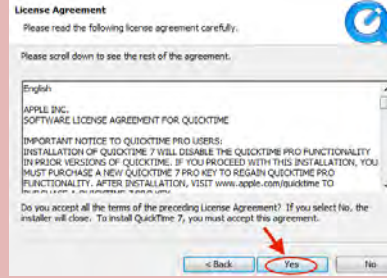 License Agreement
Please read the following license agreement carefully.
Please scroll down to see the rest of the agreement.
English
APPLE INC.
SOFTWARE LICENSE AGREEMENT FOR QUICKTIME
IMPORTANT NOTICE TO QUICKTIME PRO USERS:
INSTALLATION OF QUICKTIME 7 WILL DISABLE THE QUICKTIME PRO FUNCTIONALITY
IN PRIOR VERSIONS OF QUICKTIME. IF YOU PROCEED WITH THIS INSTALLATION, YOU
MUST PURCHASE A NEW QUICKTIME 7 PRO KEY TO REGAIN QUICKTIME PRO
FUNCTIONALITY. AFTER INSTALLATION, VISIT www.apple.com/quicktime TO
PURCHASE A QUICKTIME 7 PRO KEY.
Do you accept all the terms of the preceding License Agreement? If you select No, the
installer will close. To install QuickTime 7, you must accept this agreement.
< Back
Yes
No